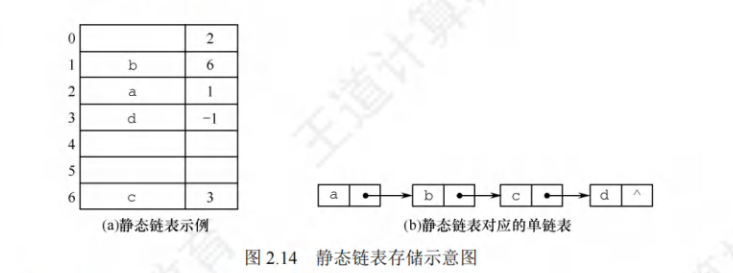 0 2
1 b 6
2 a 1
3 d -1
4
5
6 c 3
a b c d ^
(a)静态链表示例 (b)静态链表对应的单链表
图 2.14 静态链表存储示意图
王道计算
教育